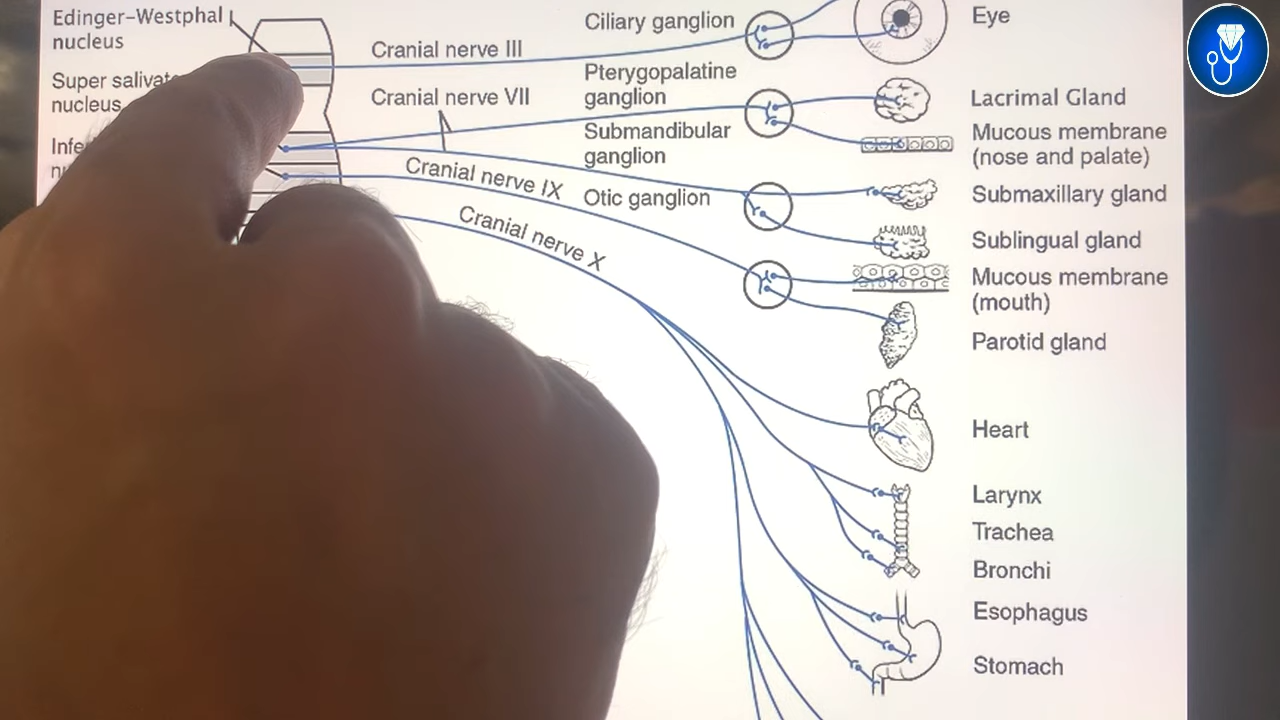 Edinger–Westphal
nucleus
Super
nucleus
Cranial nerve III
Cranial nerve VII
Cranial nerve IX
Cranial nerve X
Ciliary ganglion
Pterygopalatine
ganglion
Submandibular
ganglion
Otic ganglion
Eye
Lacrimal Gland
Mucous membrane
(nose and palate)
Submaxillary gland
Sublingual gland
Mucous membrane
(mouth)
Parotid gland
Heart
Larynx
Trachea
Bronchi
Esophagus
Stomach